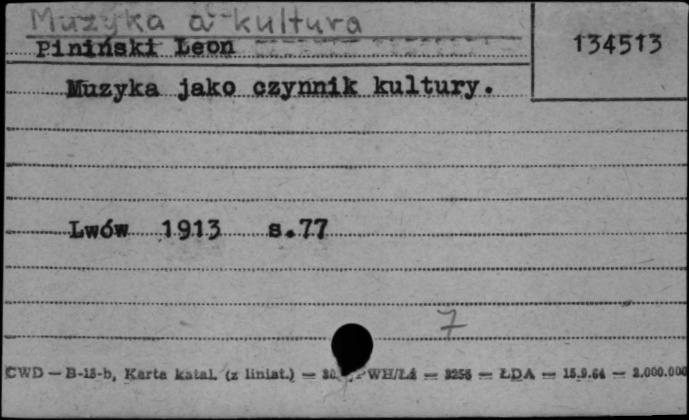 Muzyka a kultura
Piniński Leon
134513
Muzyka jako czynnik kultury.
Lwów 1913 s.77
7
CWD — B-15-b, Karta katal. (z liniat.) — PWH/Łź — 3256 — ŁDA — 15.9.64 — 2.000.000